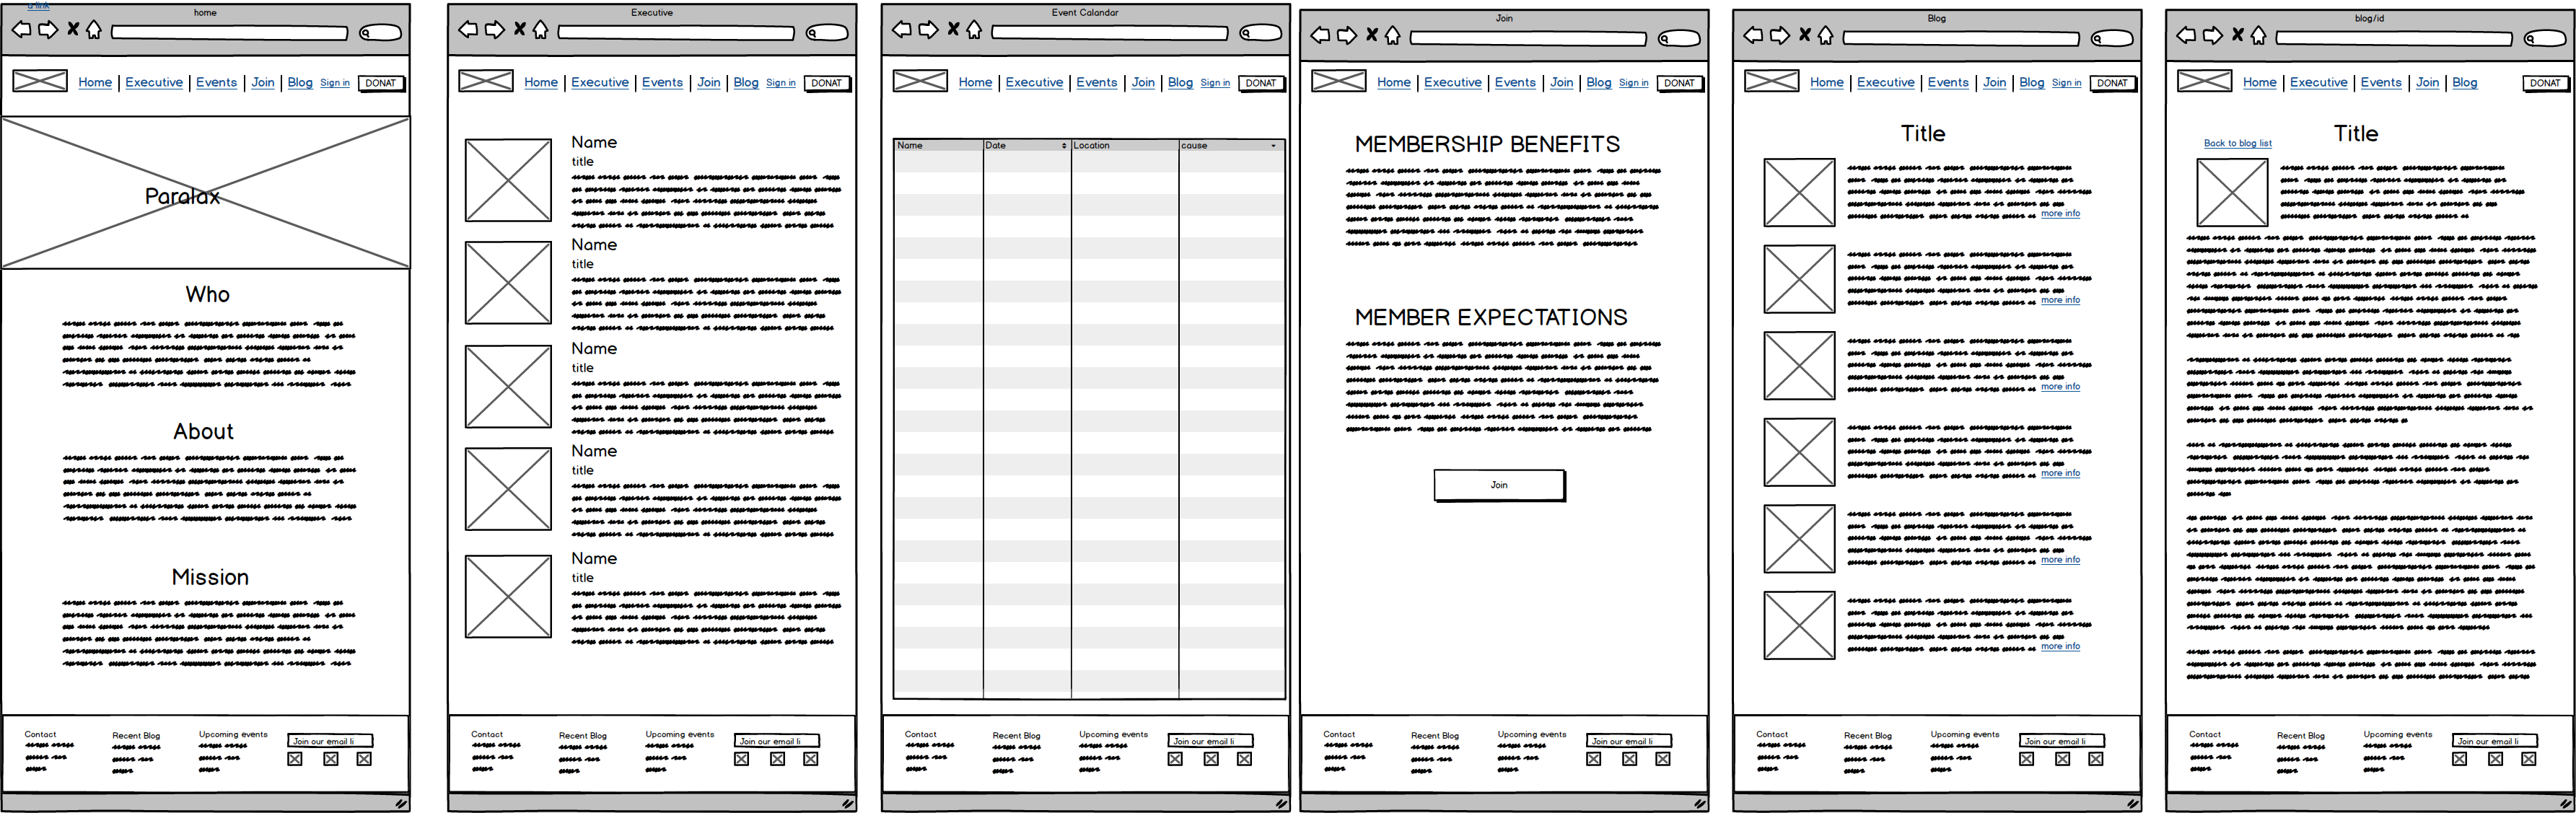 a link
home
Home Executive Events Join Blog Sign in DONAT
Paralax
Who
About
Mission
Contact Recent Blog Upcoming events Join our email li
Executive
Home Executive Events Join Blog Sign in DONAT
Name
title
Name
title
Name
title
Name
title
Name
title
Contact Recent Blog Upcoming events Join our email li
Event Calandar
Home Executive Events Join Blog Sign in DONAT
Name Date Location cause
Contact Recent Blog Upcoming events Join our email li
Join
Home Executive Events Join Blog Sign in DONAT
MEMBERSHIP BENEFITS
MEMBER EXPECTATIONS
Join
Contact Recent Blog Upcoming events Join our email li
Blog
Home Executive Events Join Blog Sign in DONAT
Title
more info
more info
more info
more info
more info
more info
Contact Recent Blog Upcoming events Join our email li
blog/id
Home Executive Events Join Blog DONAT
Title
Back to blog list
Contact Recent Blog Upcoming events Join our email li